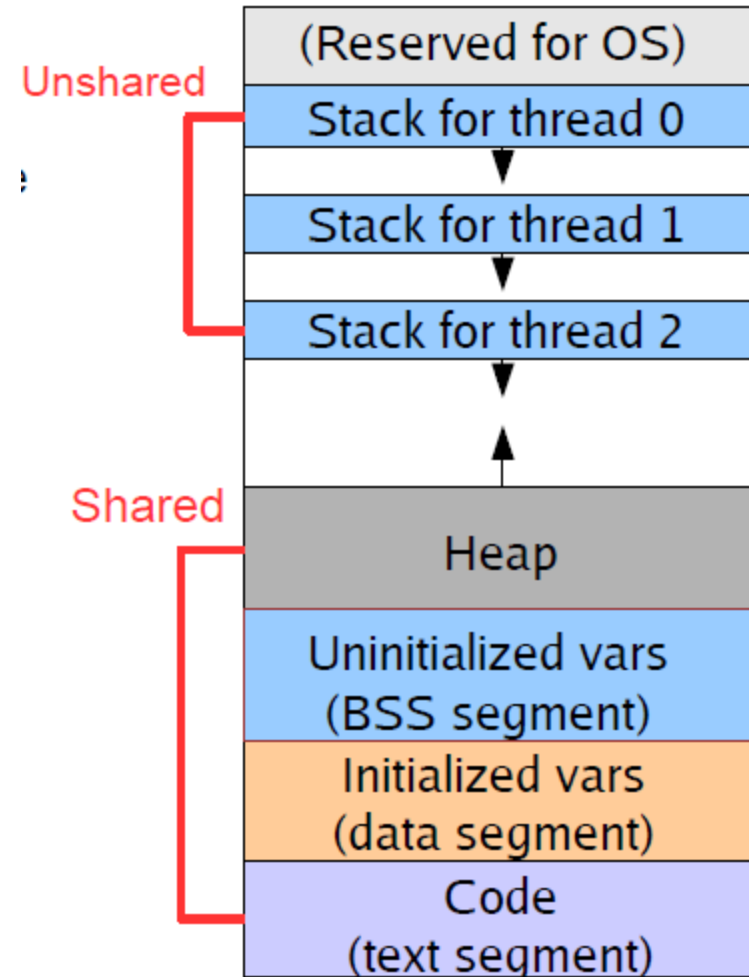 (Reserved for OS)
Unshared
Stack for thread 0
Stack for thread 1
Stack for thread 2
Shared
Heap
Uninitialized vars
(BSS segment)
Initialized vars
(data segment)
Code
(text segment)